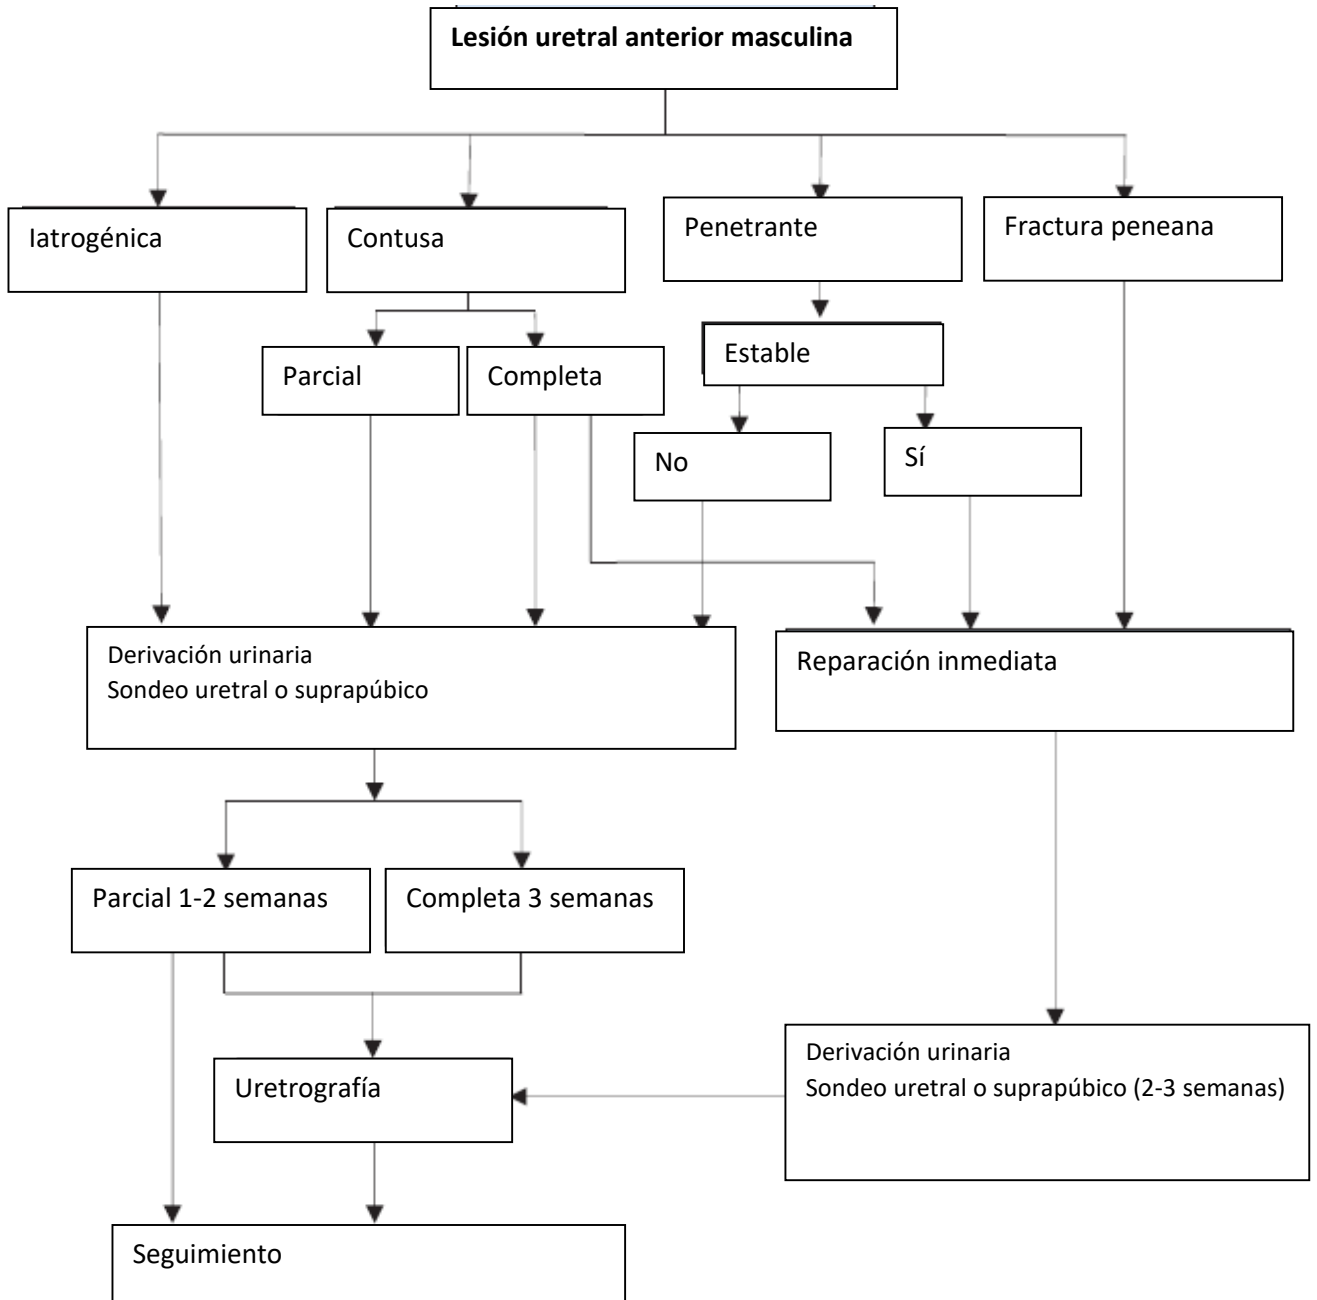 Lesión uretral anterior masculina
Iatrogénica
Contusa
Penetrante
Fractura peneana
Parcial
Completa
Estable
No
Sí
Derivación urinaria
Sondeo uretral o suprapúbico
Reparación inmediata
Parcial 1-2 semanas
Completa 3 semanas
Derivación urinaria
Sondeo uretral o suprapúbico (2-3 semanas)
Uretrografía
Seguimiento